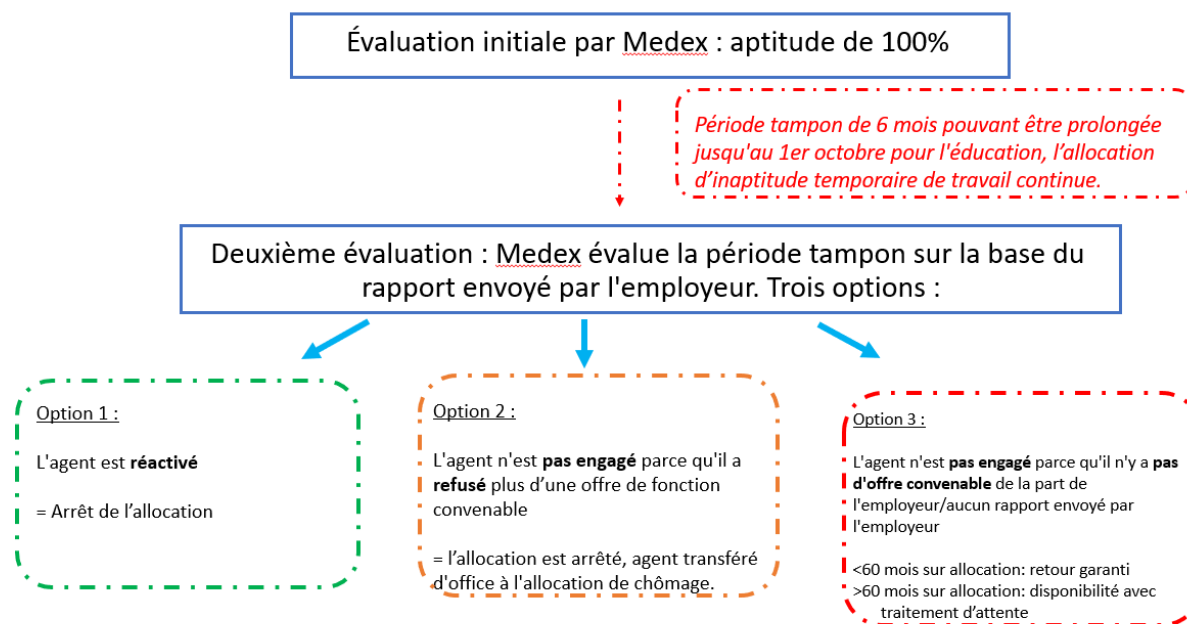 Évaluation initiale par Medex : aptitude de 100%
Période tampon de 6 mois pouvant être prolongée
jusqu'au 1er octobre pour l'éducation, l’allocation
d’inaptitude temporaire de travail continue.
Deuxième évaluation : Medex évalue la période tampon sur la base du
rapport envoyé par l'employeur. Trois options :
Option 1 :
L'agent est réactivé
= Arrêt de l’allocation
Option 2 :
L'agent n'est pas engagé parce qu'il a
refusé plus d’une offre de fonction
convenable
= l’allocation est arrêté, agent transféré
d'office à l'allocation de chômage.
Option 3 :
L'agent n'est pas engagé parce qu'il n'y a pas
d'offre convenable de la part de
l'employeur/aucun rapport envoyé par
l'employeur
<60 mois sur allocation: retour garanti
>60 mois sur allocation: disponibilité avec
traitement d’attente